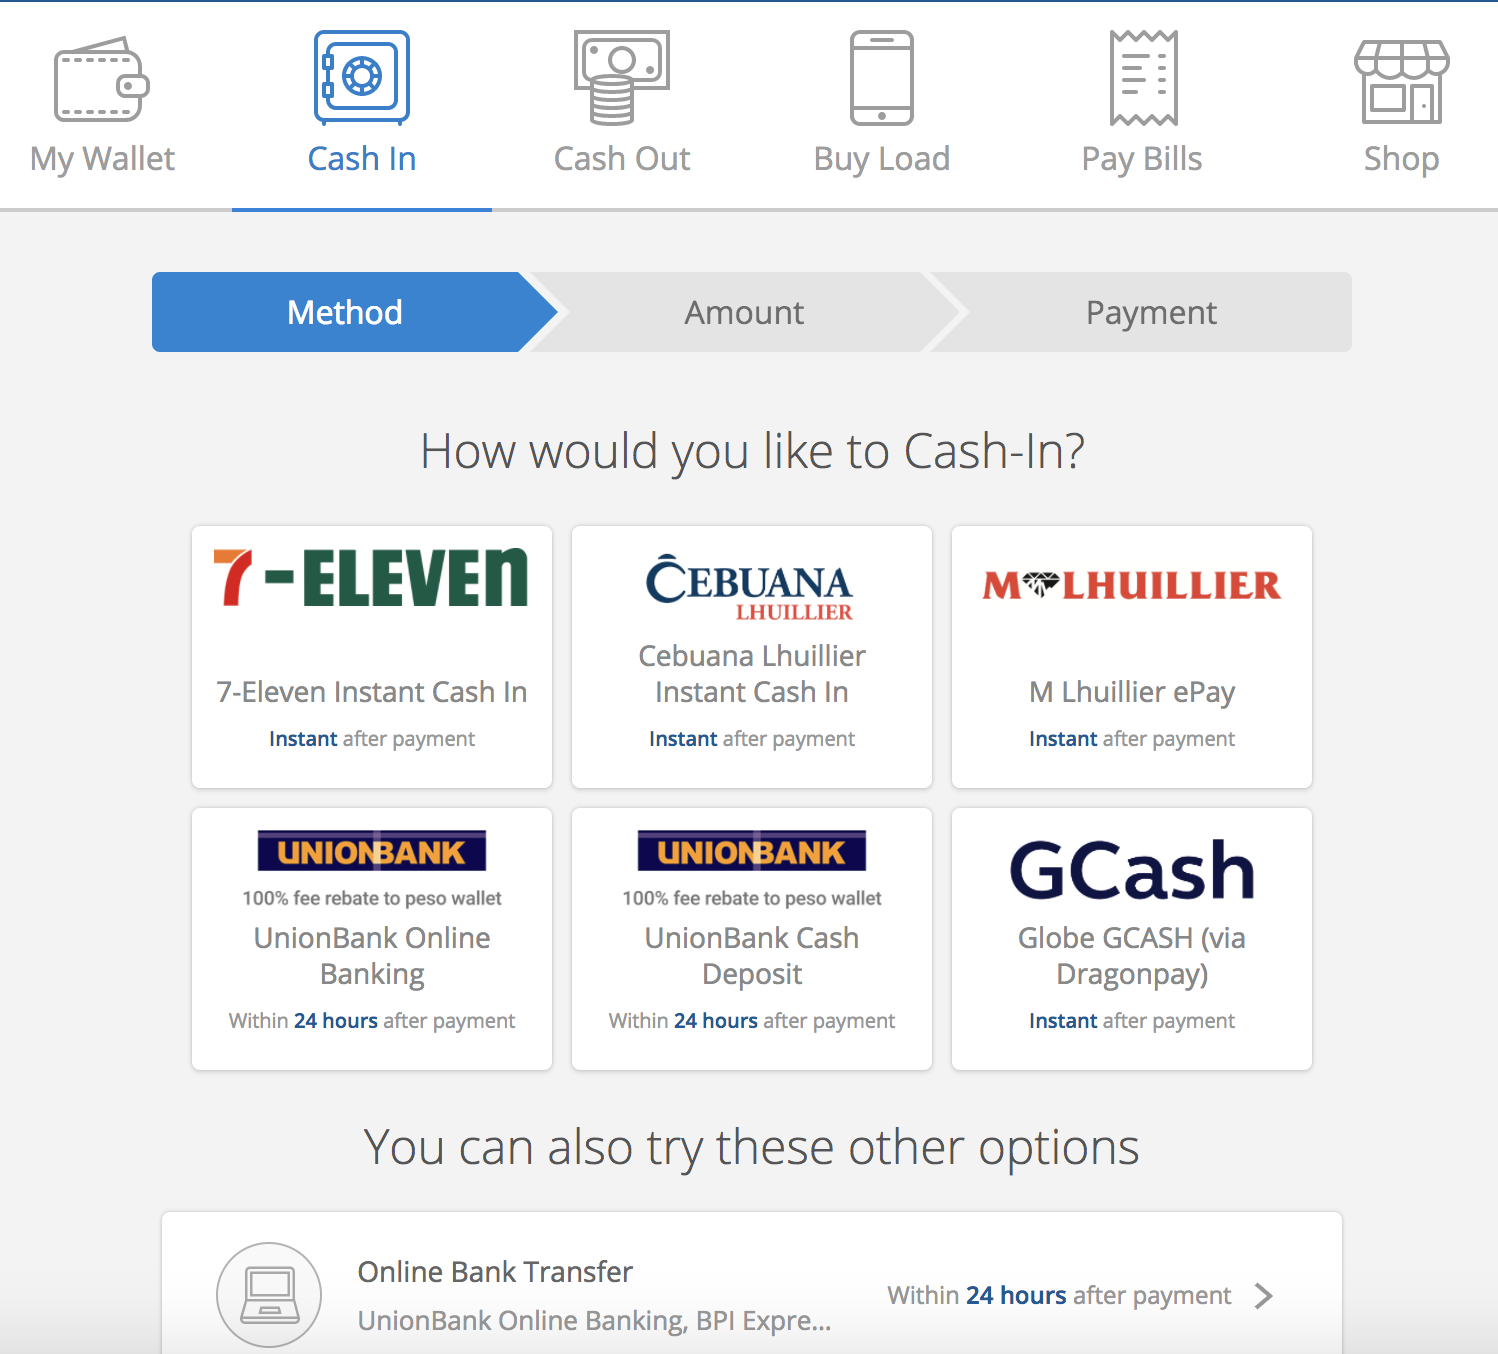 My Wallet
Cash In
Cash Out
Buy Load
Pay Bills
Shop
Method
Amount
Payment
How would you like to Cash-In?
7-ELEVEn
7-Eleven Instant Cash In
Instant after payment
CEBUANA
LHUILLIER
Cebuana Lhuillier
Instant Cash In
Instant after payment
M LHUILLIER
M Lhuillier ePay
Instant after payment
UNIONBANK
100% fee rebate to peso wallet
UnionBank Online
Banking
Within 24 hours after payment
UNIONBANK
100% fee rebate to peso wallet
UnionBank Cash
Deposit
Within 24 hours after payment
GCash
Globe GCASH (via
Dragonpay)
Instant after payment
You can also try these other options
Online Bank Transfer
UnionBank Online Banking, BPI Expre...
Within 24 hours after payment